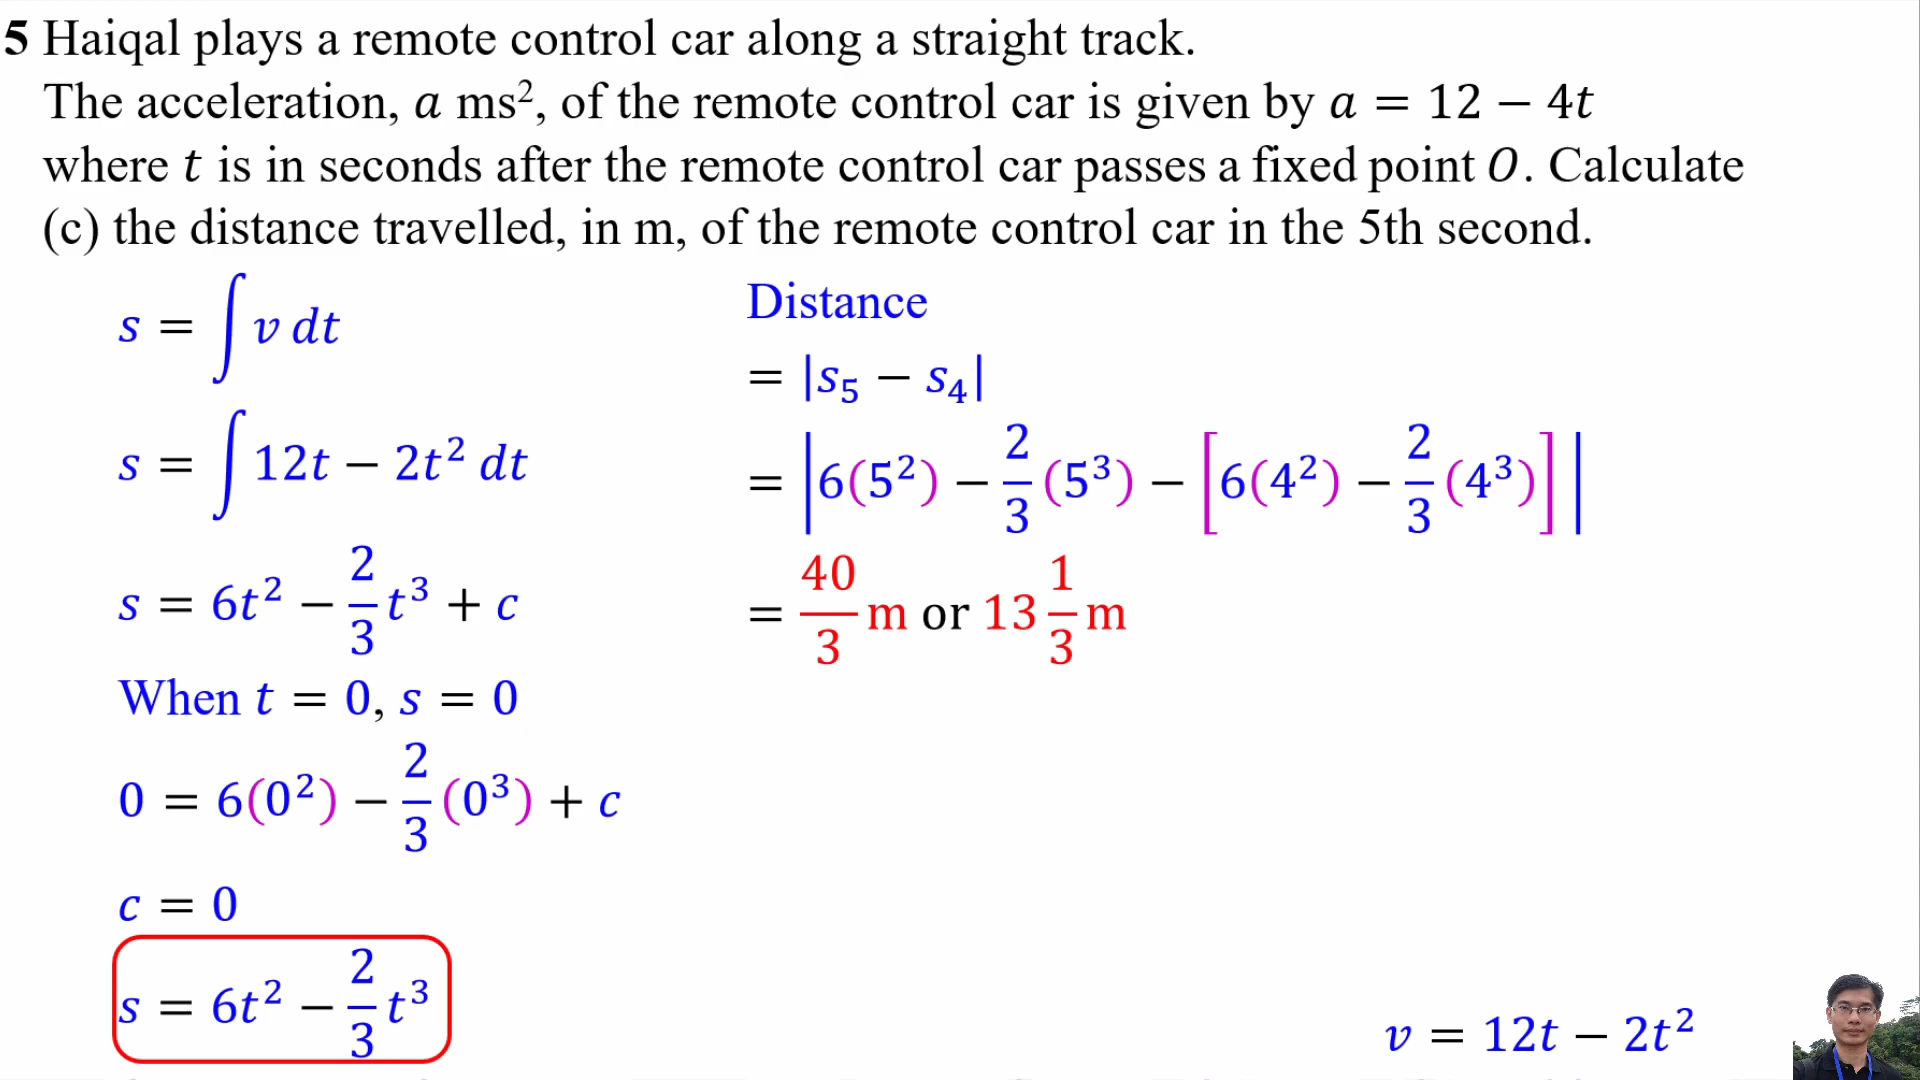 5 Haiqal plays a remote control car along a straight track.
The acceleration, a ms², of the remote control car is given by a = 12 − 4t
where t is in seconds after the remote control car passes a fixed point O. Calculate
(c) the distance travelled, in m, of the remote control car in the 5th second.
s = ∫ v dt
s = ∫ 12t − 2t² dt
s = 6t² − 2/3 t³ + c
When t = 0, s = 0
0 = 6(0²) − 2/3 (0³) + c
c = 0
s = 6t² − 2/3 t³
Distance
= |s₅ − s₄|
= |6(5²) − 2/3 (5³) − [6(4²) − 2/3 (4³)]|
= 40/3 m or 13 1/3 m
v = 12t − 2t²